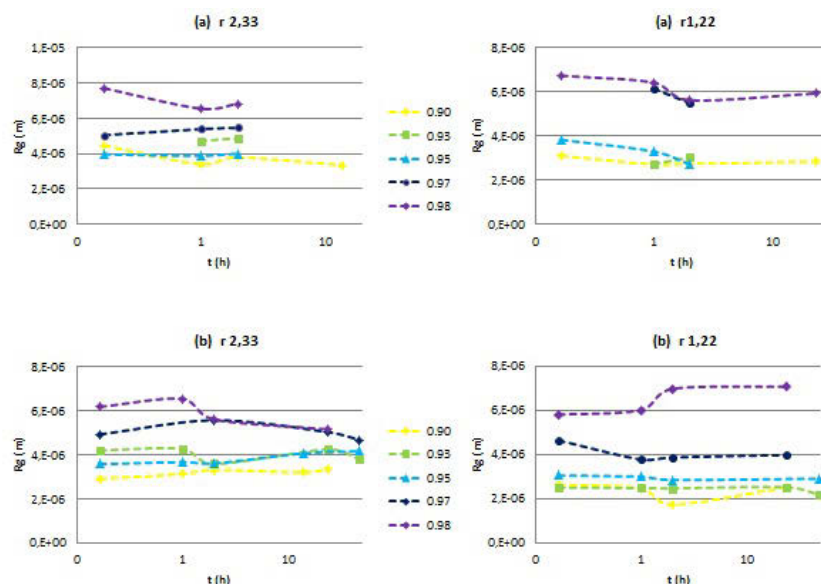 (a) r 2,33
1,E-05
8,E-06
6,E-06
4,E-06
2,E-06
0,E+00
Rg (m)
0 1 10
t (h)
0.90
0.93
0.95
0.97
0.98
(a) r1,22
8,E-06
6,E-06
4,E-06
2,E-06
0,E+00
Rg (m)
0 1 10
t (h)
(b) r 2,33
8,E-06
6,E-06
4,E-06
2,E-06
0,E+00
Rg (m)
0 1 10
t (h)
0.90
0.93
0.95
0.97
0.98
(b) r 1,22
8,E-06
6,E-06
4,E-06
2,E-06
0,E+00
Rg (m)
0 1 10
t (h)